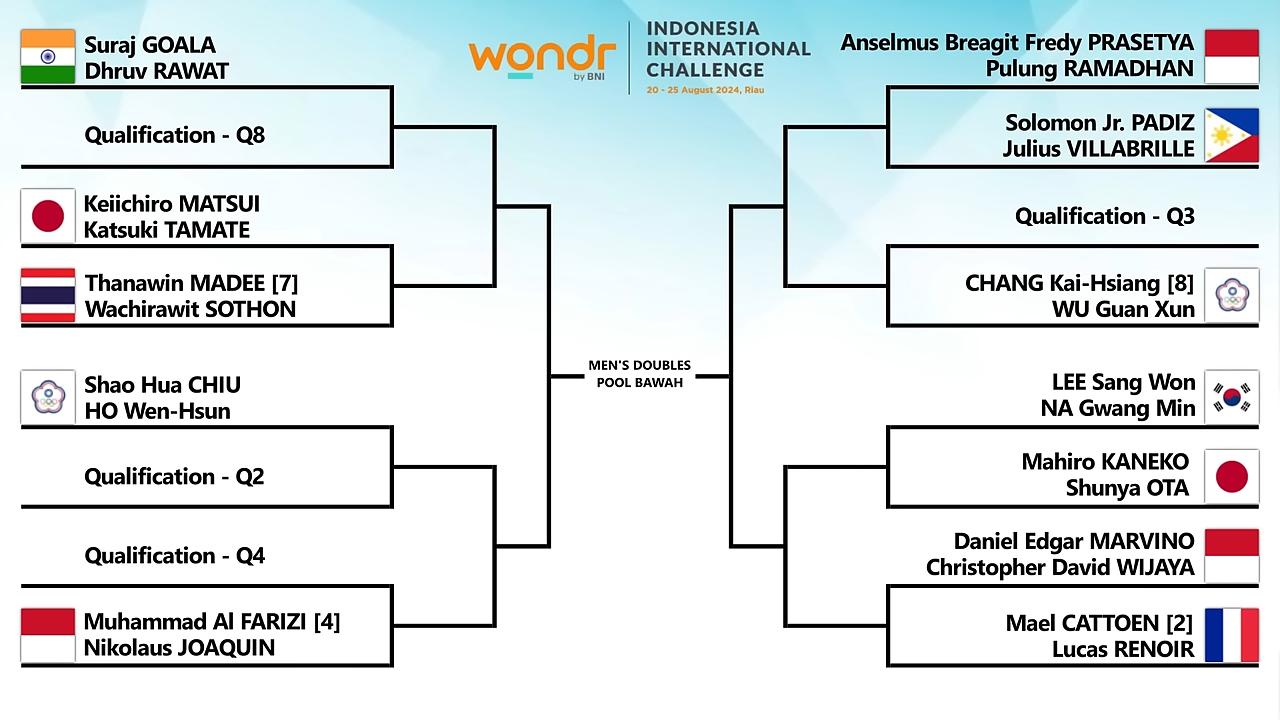 Suraj GOALA
Dhruv RAWAT
Qualification - Q8
Keiichiro MATSUI
Katsuki TAMATE
Thanawin MADEE [7]
Wachirawit SOTHON
Shao Hua CHIU
HO Wen-Hsun
Qualification - Q2
Qualification - Q4
Muhammad Al FARIZI [4]
Nikolaus JOAQUIN
wondr
by BNI
INDONESIA
INTERNATIONAL
CHALLENGE
20 - 25 August 2024, Riau
MEN'S DOUBLES
POOL BAWAH
Anselmus Breagit Fredy PRASETYA
Pulung RAMADHAN
Solomon Jr. PADIZ
Julius VILLABRILLE
Qualification - Q3
CHANG Kai-Hsiang [8]
WU Guan Xun
LEE Sang Won
NA Gwang Min
Mahiro KANEKO
Shunya OTA
Daniel Edgar MARVINO
Christopher David WIJAYA
Mael CATTOEN [2]
Lucas RENOIR